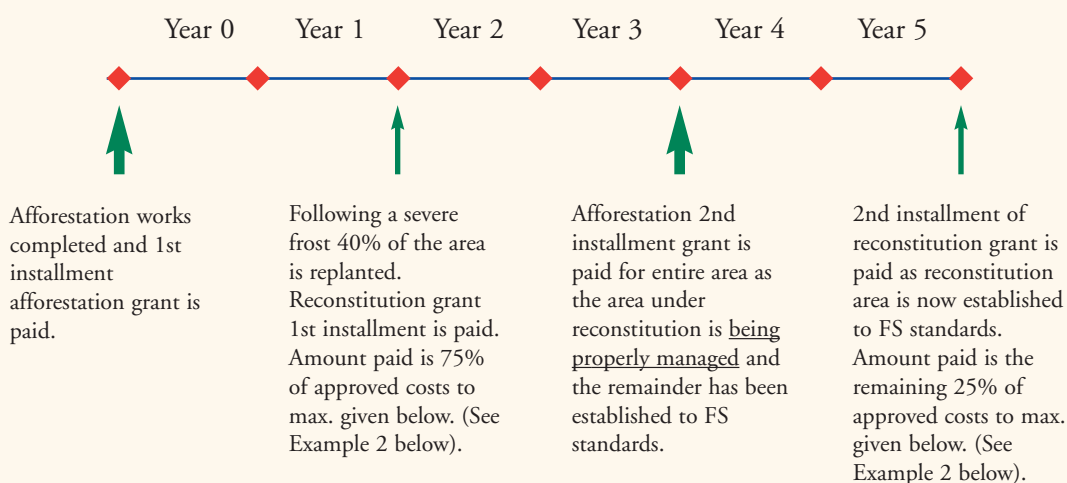 Year 0 Year 1 Year 2 Year 3 Year 4 Year 5
Afforestation works
completed and 1st
installment
afforestation grant is
paid.
Following a severe
frost 40% of the area
is replanted.
Reconstitution grant
1st installment is paid.
Amount paid is 75%
of approved costs to
max. given below. (See
Example 2 below).
Afforestation 2nd
installment grant is
paid for entire area as
the area under
reconstitution is being
properly managed and
the remainder has been
established to FS
standards.
2nd installment of
reconstitution grant is
paid as reconstitution
area is now established
to FS standards.
Amount paid is the
remaining 25% of
approved costs to max.
given below. (See
Example 2 below).